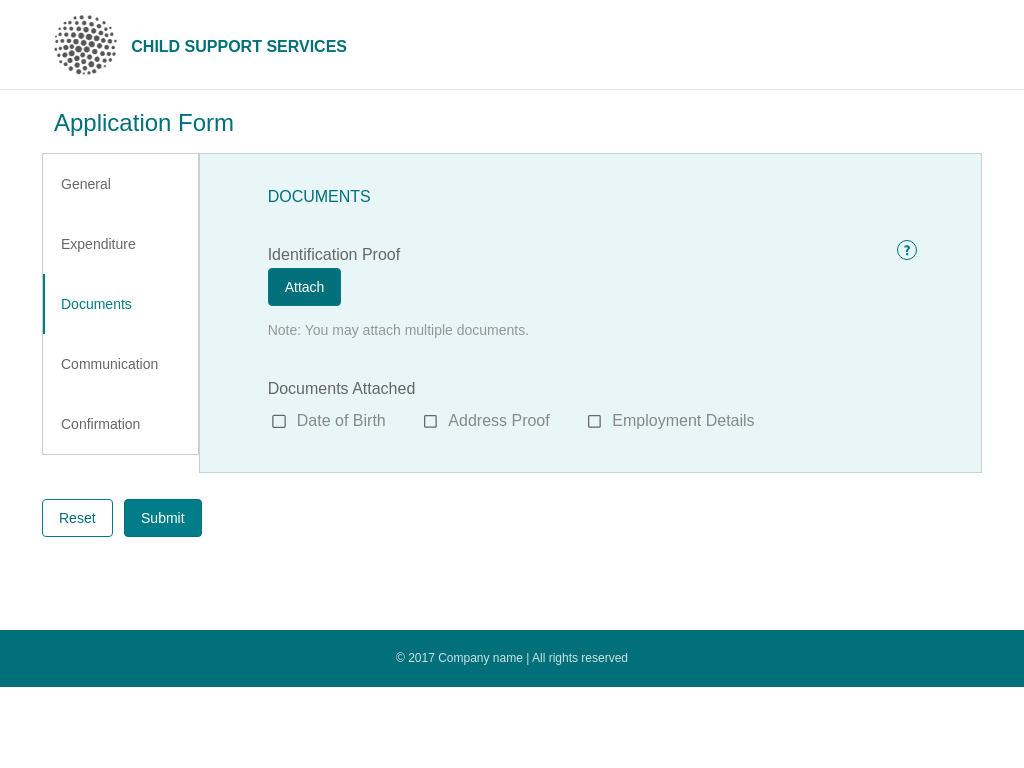 CHILD SUPPORT SERVICES
Application Form
General
Expenditure
Documents
Communication
Confirmation
DOCUMENTS
Identification Proof
?
Attach
Note: You may attach multiple documents.
Documents Attached
Date of Birth Address Proof Employment Details
Reset Submit
© 2017 Company name | All rights reserved